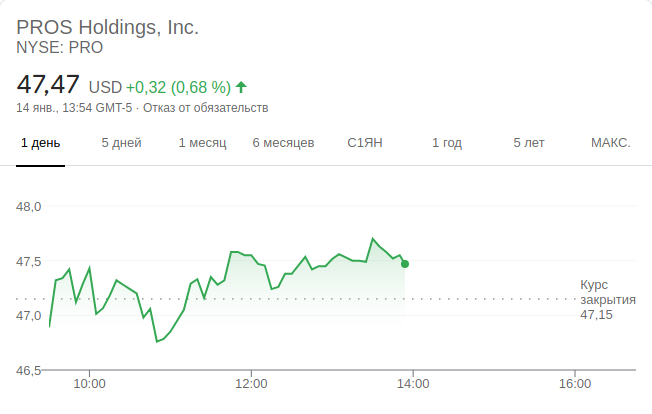 PROS Holdings, Inc.
NYSE: PRO
47,47 USD +0,32 (0,68 %)
14 янв., 13:54 GMT-5 · Отказ от обязательств
1 день 5 дней 1 месяц 6 месяцев С1ЯН 1 год 5 лет МАКС.
48,0
47,5
Курс
закрытия
47,15
47,0
46,5
10:00 12:00 14:00 16:00